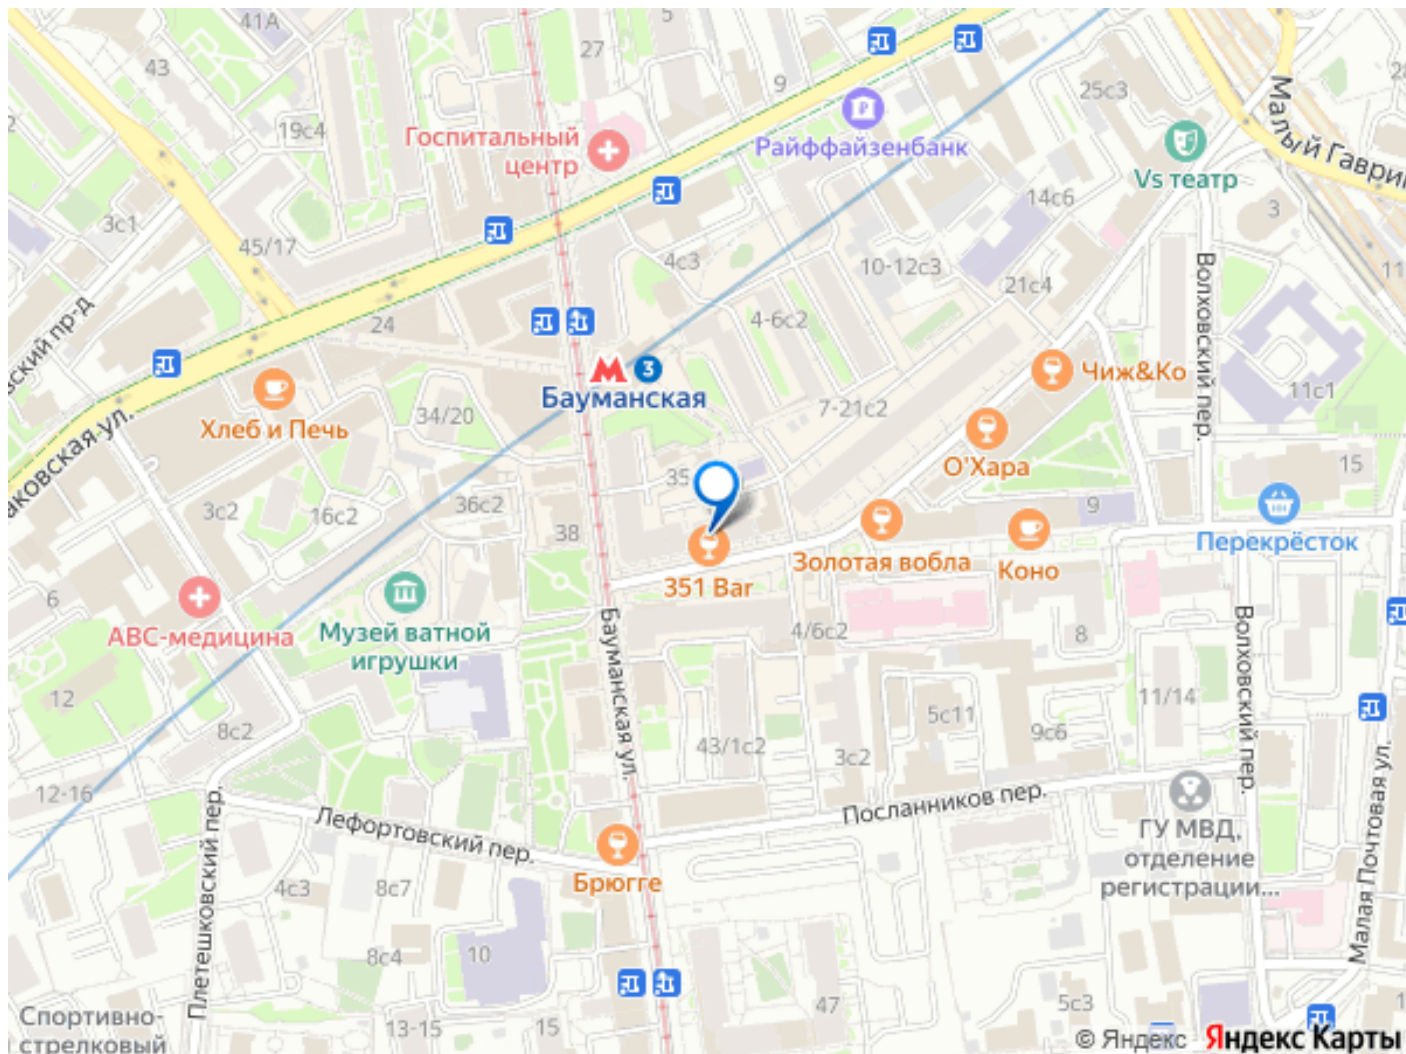 41А
5
27
43
9
25с3
Малый Гаври
19с4
Госпитальный
центр
Райффайзенбанк
Vs театр
3с1
14с6
3
45/17
4с3
10-12с3
11
21с4
Волховский пер.
ский пр-д
24
4-6с2
3
Бауманская
Чиж&Ко
11с1
Хлеб и Печь
34/20
7-21с2
аковская ул.
О'Хара
15
35
36с2
3с2
16с2
38
9
Золотая вобла
Коно
Перекрёсток
351 Bar
6
АВС-медицина
Музей ватной
игрушки
Бауманская ул.
4/6с2
8
Волховский пер.
12
11/14
8с2
5с11
9с6
43/1с2
3с2
12-16
Посланников пер.
Лефортовский пер.
ГУ МВД,
отделение
регистрации...
Малая Почтовая ул.
Плетешковский пер.
Брюгге
4с3
8с7
8с4
10
47
5с3
Спортивно-
стрелковый
13-15
15
1
© Яндекс Яндекс Карты